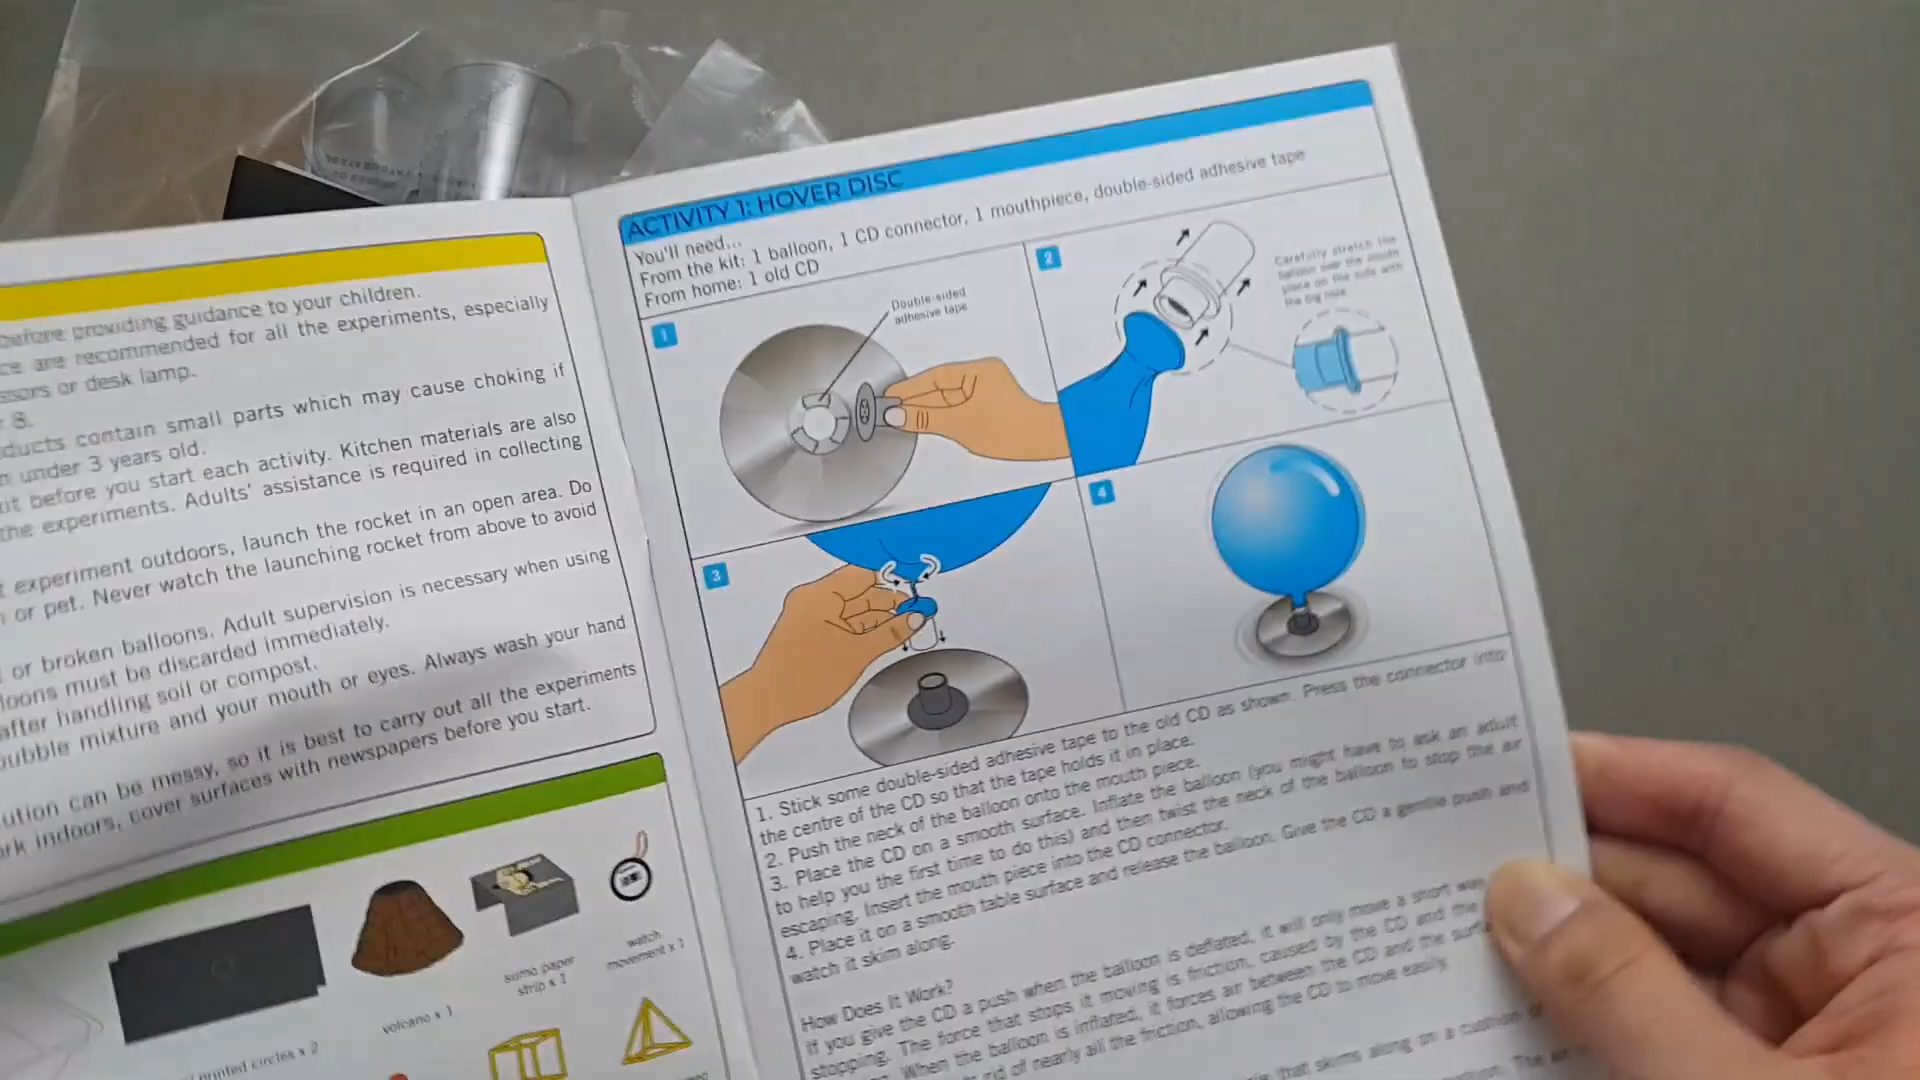 before providing guidance to your children.
ce are recommended for all the experiments, especially
ssors or desk lamp.
8.
ducts contain small parts which may cause choking if
n under 3 years old.
it before you start each activity. Kitchen materials are also
the experiments. Adults' assistance is required in collecting
t experiment outdoors, launch the rocket in an open area. Do
n or pet. Never watch the launching rocket from above to avoid
or broken balloons. Adult supervision is necessary when using
loons must be discarded immediately.
after handling soil or compost.
bubble mixture and your mouth or eyes. Always wash your hand
ution can be messy, so it is best to carry out all the experiments
rk indoors, cover surfaces with newspapers before you start.
printed circles x 2
volcano x 1
sumo paper
strip x 1
watch
movement x 1
ACTIVITY 1: HOVER DISC
You'll need...
From the kit: 1 balloon, 1 CD connector, 1 mouthpiece, double-sided adhesive tape
From home: 1 old CD
1
Double-sided
adhesive tape
2
Carefully stretch the
balloon over the mouth
piece on the side with
the big hole.
3
4
1. Stick some double-sided adhesive tape to the old CD as shown. Press the connector into
the centre of the CD so that the tape holds it in place.
2. Push the neck of the balloon onto the mouth piece.
3. Place the CD on a smooth surface. Inflate the balloon (you might have to ask an adult
to help you the first time to do this) and then twist the neck of the balloon to stop the air
escaping. Insert the mouth piece into the CD connector.
4. Place it on a smooth table surface and release the balloon. Give the CD a gentle push and
watch it skim along.
How Does It Work?
If you give the CD a push when the balloon is deflated, it will only move a short way
stopping. The force that stops it moving is friction, caused by the CD and the
When the balloon is inflated, it forces air between the CD and the surf
rid of nearly all the friction, allowing the CD to move easily.
that skims along on a cushion